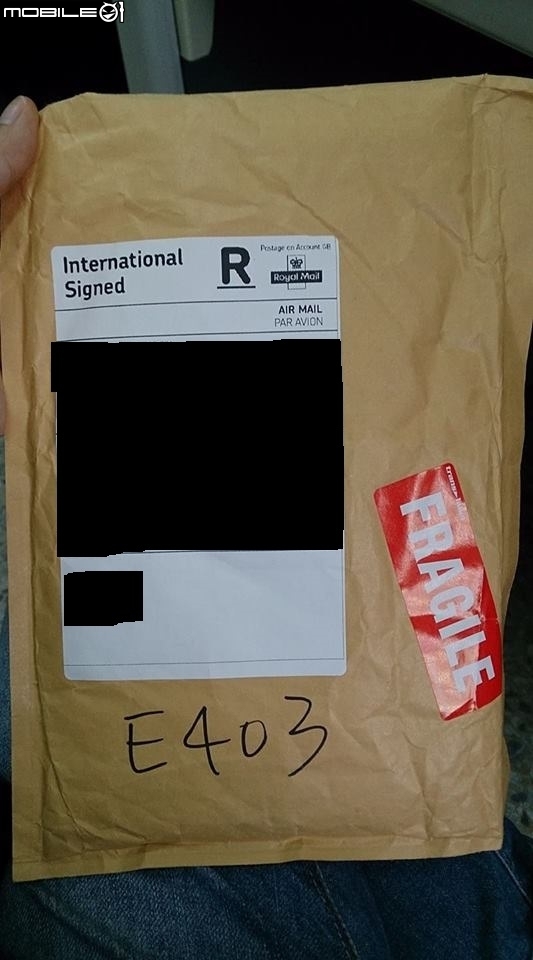 MOBILE01
International
Signed
R
Postage on Account GB
Royal Mail
AIR MAIL
PAR AVION
FRAGILE
E403